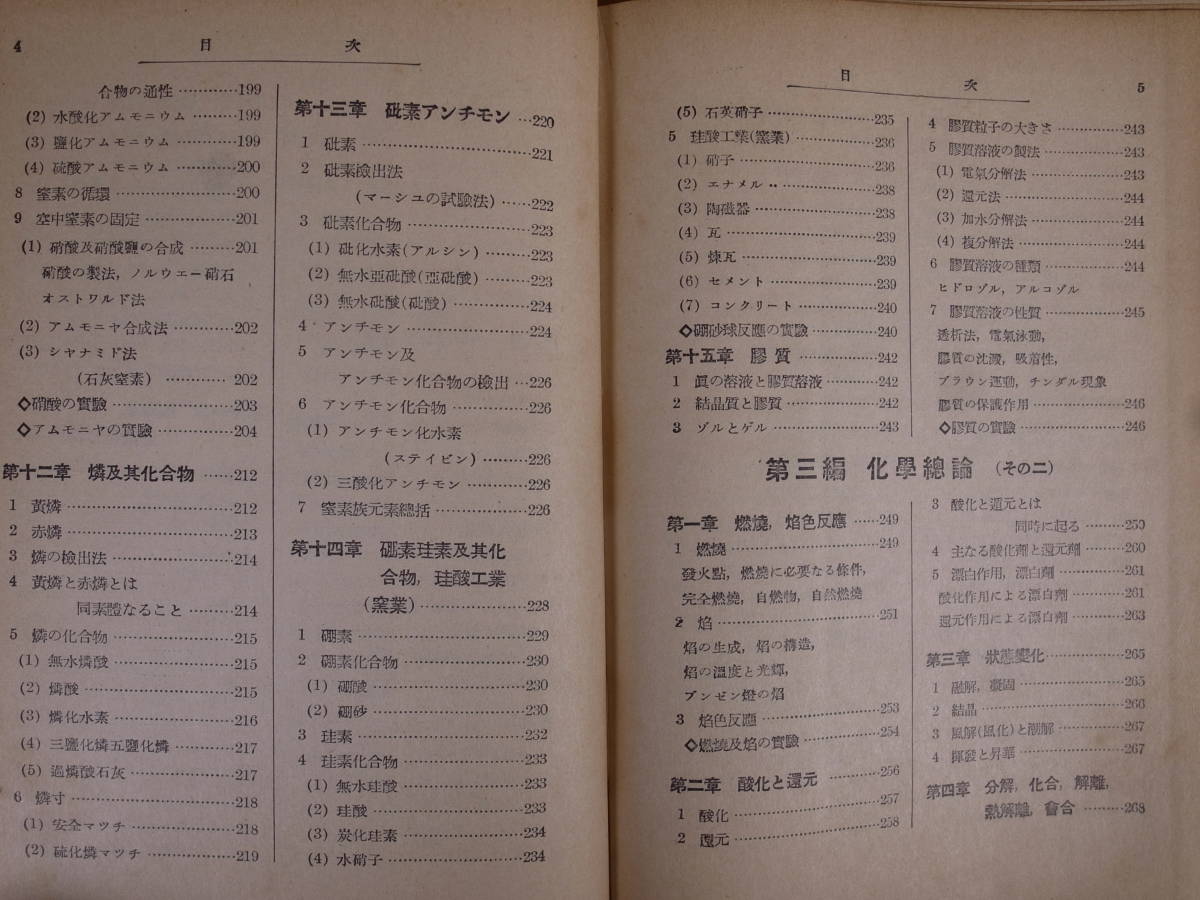 4 目次
合物の通性…………199
(2) 水酸化アムモニウム………199
(3) 鹽化アムモニウム…………199
(4) 硫酸アムモニウム…………200
8 窒素の循環…………………200
9 空中窒素の固定……………201
(1) 硝酸及硝酸鹽の合成………201
硝酸の製法, ノルウエー硝石
オストワルド法
(2) アムモニヤ合成法…………202
(3) シヤナミド法
(石灰窒素)…………202
◇硝酸の實驗…………………203
◇アムモニヤの實驗…………204
第十二章 燐及其化合物……212
1 黃燐…………………………212
2 赤燐…………………………213
3 燐の檢出法…………………214
4 黃燐と赤燐とは
同素體なること……214
5 燐の化合物…………………215
(1) 無水燐酸……………………215
(2) 燐酸…………………………215
(3) 燐化水素……………………216
(4) 三鹽化燐五鹽化燐…………217
(5) 過燐酸石灰…………………217
6 燐寸…………………………218
(1) 安全マツチ…………………218
(2) 硫化燐マツチ………………219
第十三章 砒素アンチモン…220
1 砒素…………………………221
2 砒素檢出法
(マーシユの試驗法)……222
3 砒素化合物…………………223
(1) 砒化水素(アルシン)………223
(2) 無水亞砒酸(亞砒酸)………223
(3) 無水砒酸(砒酸)……………224
4 アンチモン…………………224
5 アンチモン及
アンチモン化合物の檢出…226
6 アンチモン化合物…………226
(1) アンチモン化水素
(ステイビン)………226
(2) 三酸化アンチモン…………226
7 窒素族元素總括……………226
第十四章 硼素珪素及其化
合物, 珪酸工業
(窯業)……………228
1 硼素…………………………229
2 硼素化合物…………………230
(1) 硼酸…………………………230
(2) 硼砂…………………………230
3 珪素…………………………232
4 珪素化合物…………………233
(1) 無水珪酸……………………233
(2) 珪酸…………………………233
(3) 炭化珪素……………………234
(4) 水硝子………………………234
目次 5
(5) 石英硝子……………………235
5 珪酸工業(窯業)……………236
(1) 硝子…………………………236
(2) エナメル……………………238
(3) 陶磁器………………………238
(4) 瓦……………………………239
(5) 煉瓦…………………………239
(6) セメント……………………239
(7) コンクリート………………240
◇硼砂球反應の實驗…………240
第十五章 膠質………………242
1 眞の溶液と膠質溶液………242
2 結晶質と膠質………………242
3 ゾルとゲル…………………243
4 膠質粒子の大きさ…………243
5 膠質溶液の製法……………243
(1) 電氣分解法…………………243
(2) 還元法………………………244
(3) 加水分解法…………………244
(4) 複分解法……………………244
6 膠質溶液の種類……………244
ヒドロゾル, アルコゾル
7 膠質溶液の性質……………245
透析法, 電氣泳動,
膠質の沈澱, 吸着性,
ブラウン運動, チンダル現象
膠質の保護作用……………246
◇膠質の實驗…………………246
第三編 化學總論 (その二)
第一章 燃燒, 焰色反應……249
1 燃燒…………………………249
發火點, 燃燒に必要なる條件,
完全燃燒, 自燃物, 自然燃燒
2 焰……………………………251
焰の生成, 焰の構造,
焰の溫度と光輝,
ブンゼン燈の焰
3 焰色反應……………………253
◇燃燒及焰の實驗……………254
第二章 酸化と還元…………256
1 酸化…………………………257
2 還元…………………………258
3 酸化と還元とは
同時に起る………259
4 主なる酸化劑と還元劑……260
5 漂白作用, 漂白劑…………261
酸化作用による漂白劑……261
還元作用による漂白劑……263
第三章 狀態變化……………265
1 融解, 凝固…………………265
2 結晶…………………………266
3 風解(風化)と潮解…………267
4 揮發と昇華…………………267
第四章 分解, 化合, 解離,
熱解離, 會合………268